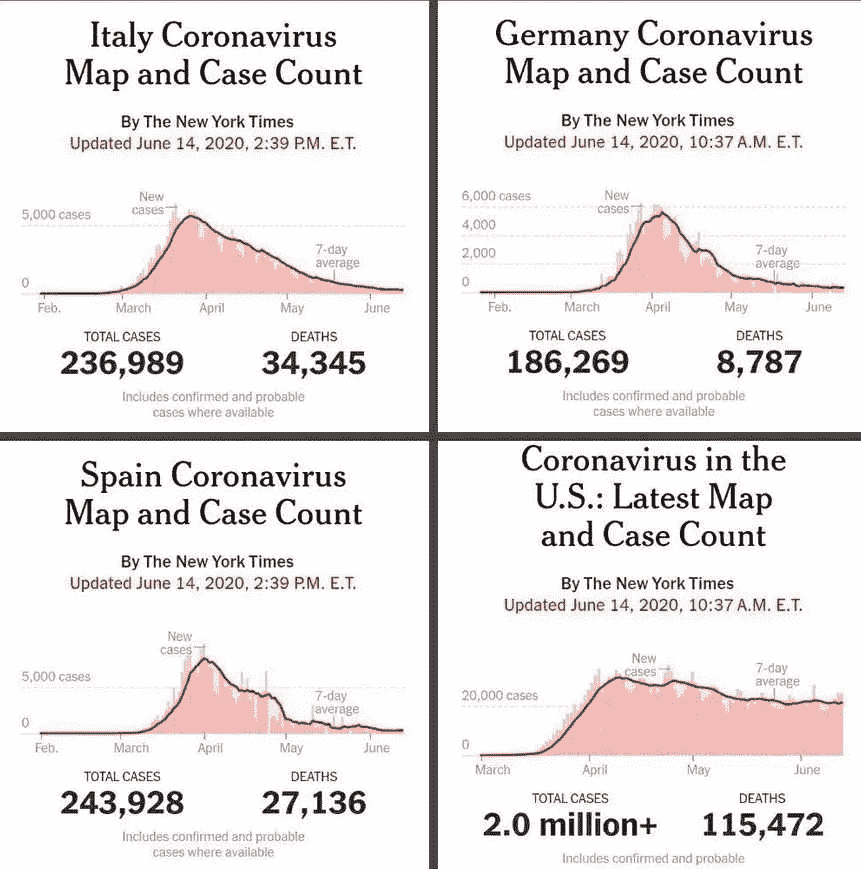 Italy Coronavirus
Map and Case Count
By The New York Times
Updated June 14, 2020, 2:39 P.M. E.T.
New
cases
5,000 cases
7-day
average
0
Feb.
March
April
May
June
TOTAL CASES
DEATHS
236,989
34,345
Includes confirmed and probable
cases where available
Germany Coronavirus
Map and Case Count
By The New York Times
Updated June 14, 2020, 10:37 A.M. E.T.
6,000 cases
New
cases
4,000
2,000
7-day
average
0
Feb.
March
April
May
June
TOTAL CASES
DEATHS
186,269
8,787
Includes confirmed and probable
cases where available
Spain Coronavirus
Map and Case Count
By The New York Times
Updated June 14, 2020, 2:39 P.M. E.T.
New
cases
5,000 cases
7-day
average
0
Feb.
March
April
May
June
TOTAL CASES
DEATHS
243,928
27,136
Includes confirmed and probable
cases where available
Coronavirus in the
U.S.: Latest Map
and Case Count
By The New York Times
Updated June 14, 2020, 10:37 A.M. E.T.
New
cases
7-day
average
20,000 cases
0
March
April
May
June
TOTAL CASES
DEATHS
2.0 million+
115,472
Includes confirmed and probable